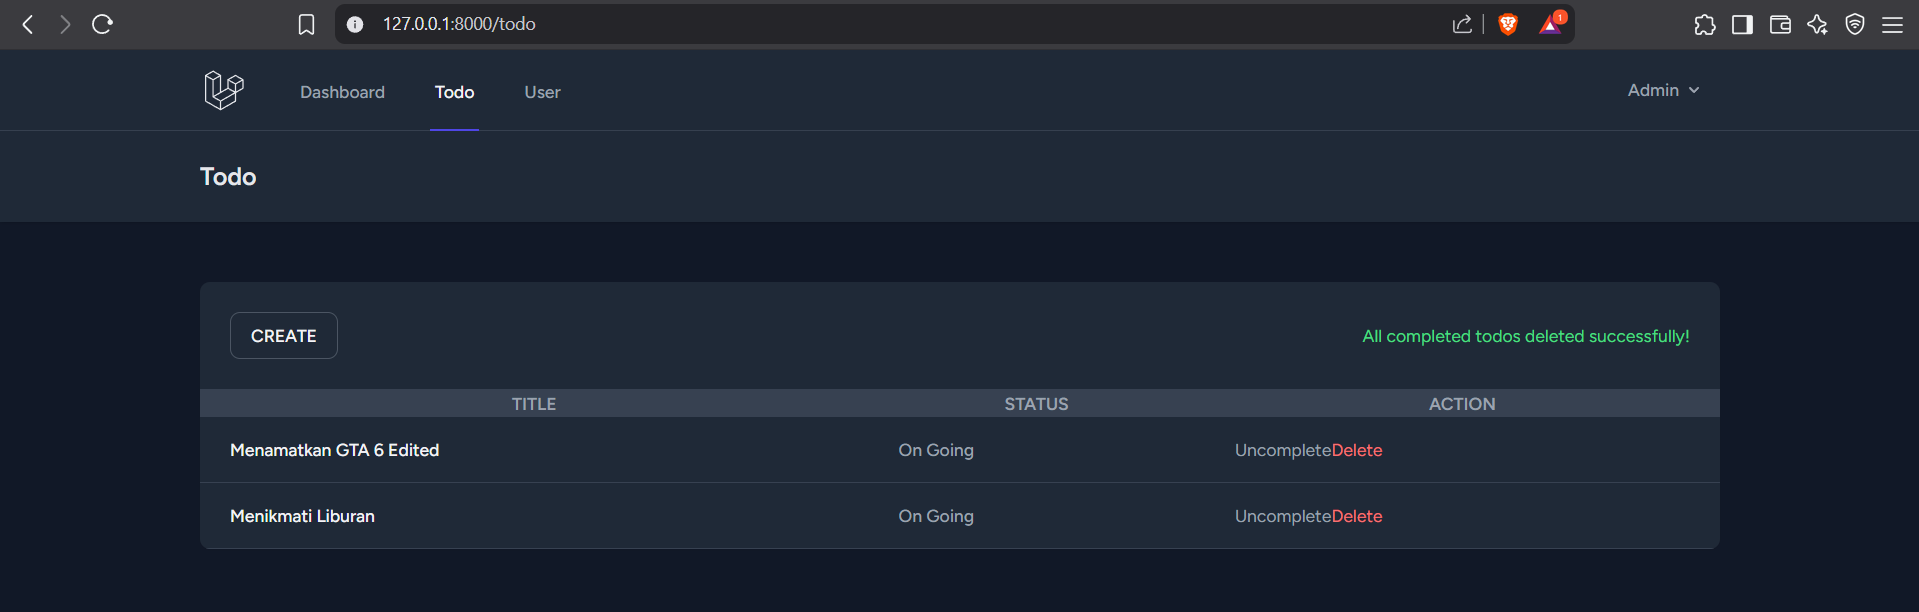 127.0.0.1:8000/todo
1
Dashboard Todo User Admin
Todo
CREATE All completed todos deleted successfully!
TITLE STATUS ACTION
Menamatkan GTA 6 Edited On Going UncompleteDelete
Menikmati Liburan On Going UncompleteDelete